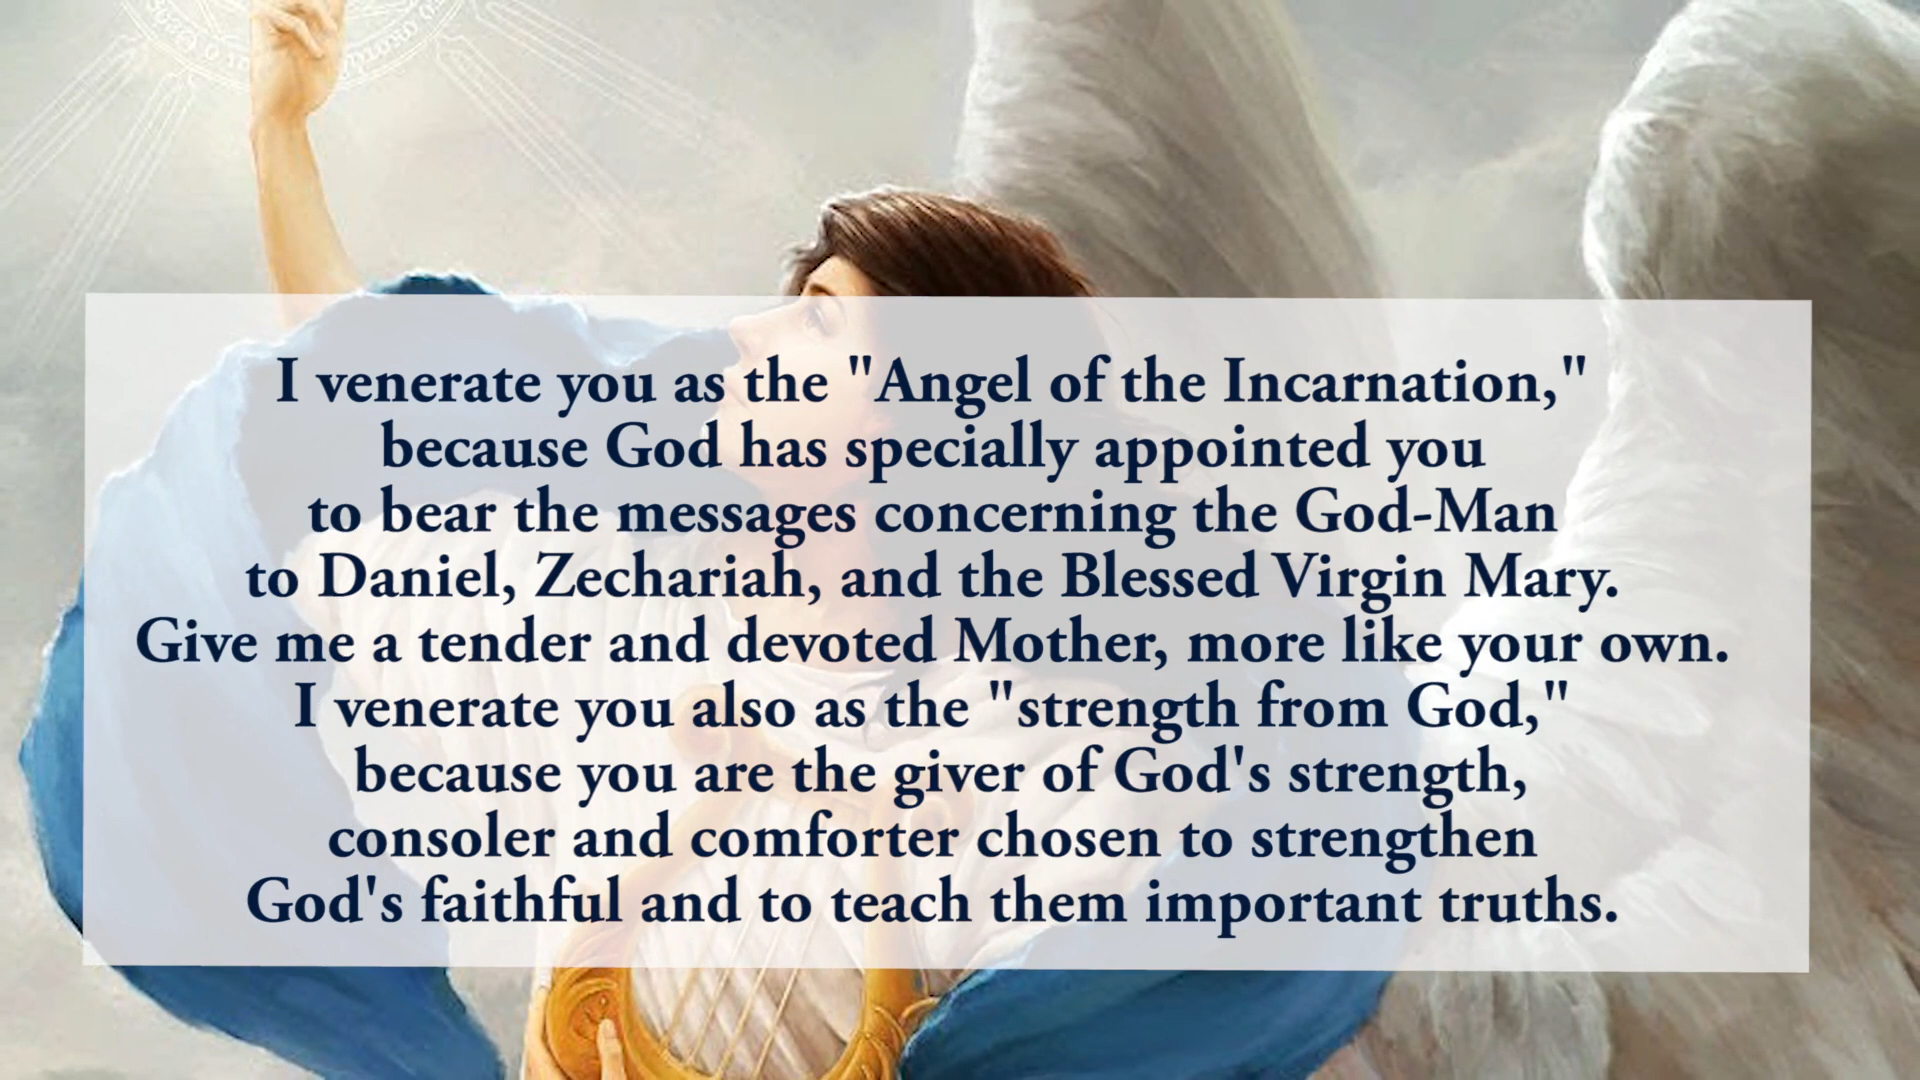 I venerate you as the "Angel of the Incarnation,"
because God has specially appointed you
to bear the messages concerning the God-Man
to Daniel, Zechariah, and the Blessed Virgin Mary.
Give me a tender and devoted Mother, more like your own.
I venerate you also as the "strength from God,"
because you are the giver of God's strength,
consoler and comforter chosen to strengthen
God's faithful and to teach them important truths.